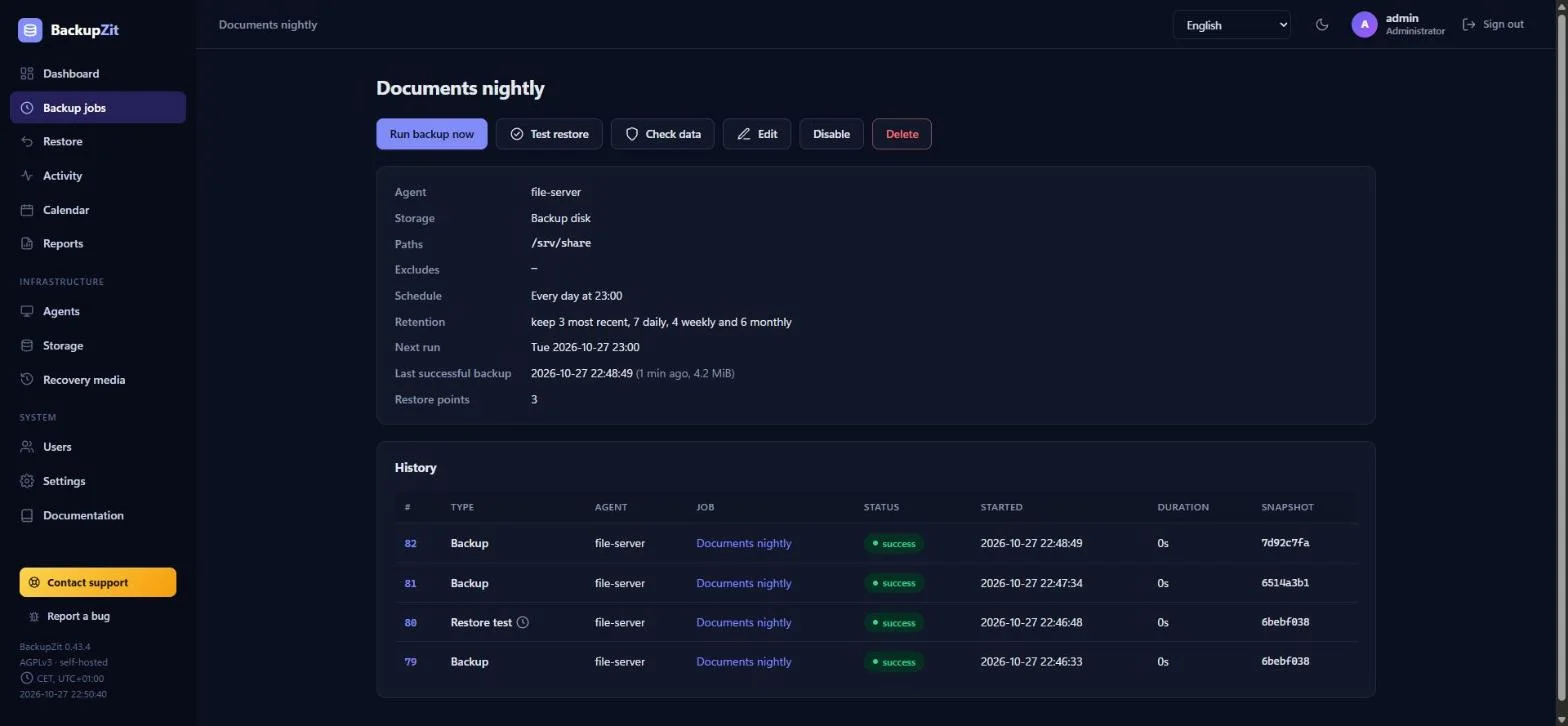 BackupZit
Documents nightly
English
A
admin
Administrator
Sign out
Dashboard
Backup jobs
Restore
Activity
Calendar
Reports
INFRASTRUCTURE
Agents
Storage
Recovery media
SYSTEM
Users
Settings
Documentation
Contact support
Report a bug
BackupZit 0.43.4
AGPLv3 · self-hosted
CET, UTC+01:00
2026-10-27 22:50:40
Documents nightly
Run backup now Test restore Check data Edit Disable Delete
Agent file-server
Storage Backup disk
Paths /srv/share
Excludes –
Schedule Every day at 23:00
Retention keep 3 most recent, 7 daily, 4 weekly and 6 monthly
Next run Tue 2026-10-27 23:00
Last successful backup 2026-10-27 22:48:49 (1 min ago, 4.2 MiB)
Restore points 3
History
# TYPE AGENT JOB STATUS STARTED DURATION SNAPSHOT
82 Backup file-server Documents nightly success 2026-10-27 22:48:49 0s 7d92c7fa
81 Backup file-server Documents nightly success 2026-10-27 22:47:34 0s 6514a3b1
80 Restore test file-server Documents nightly success 2026-10-27 22:46:48 0s 6bebf038
79 Backup file-server Documents nightly success 2026-10-27 22:46:33 0s 6bebf038